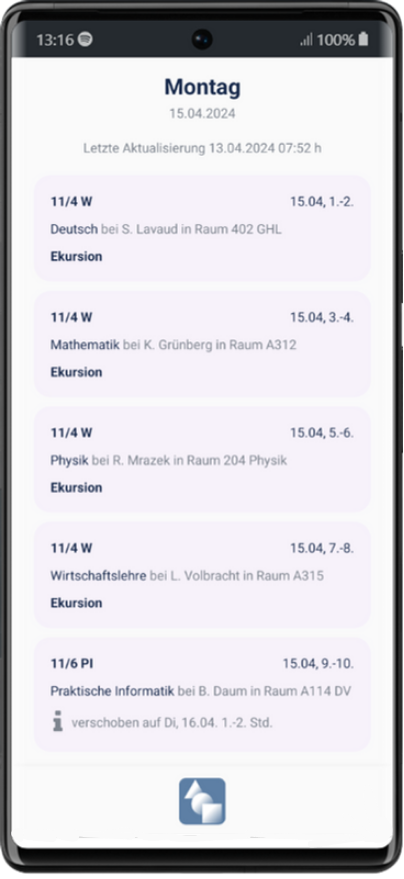 13:16 100%
Montag
15.04.2024
Letzte Aktualisierung 13.04.2024 07:52 h
11/4 W 15.04, 1.-2.
Deutsch bei S. Lavaud in Raum 402 GHL
Ekursion
11/4 W 15.04, 3.-4.
Mathematik bei K. Grünberg in Raum A312
Ekursion
11/4 W 15.04, 5.-6.
Physik bei R. Mrazek in Raum 204 Physik
Ekursion
11/4 W 15.04, 7.-8.
Wirtschaftslehre bei L. Volbracht in Raum A315
Ekursion
11/6 PI 15.04, 9.-10.
Praktische Informatik bei B. Daum in Raum A114 DV
verschoben auf Di, 16.04. 1.-2. Std.